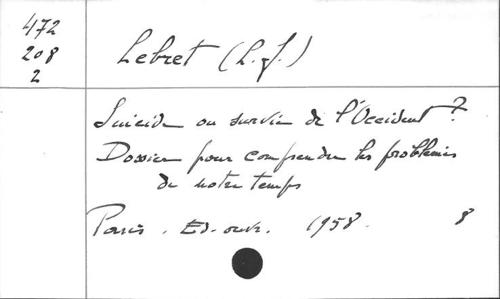 472
208
2
Lebret (L.J.)
Suicide ou survie de l'Occident ?
Dossier pour comprendre les problèmes
de notre temps
Paris. Ed. ouvr. 1958. 8